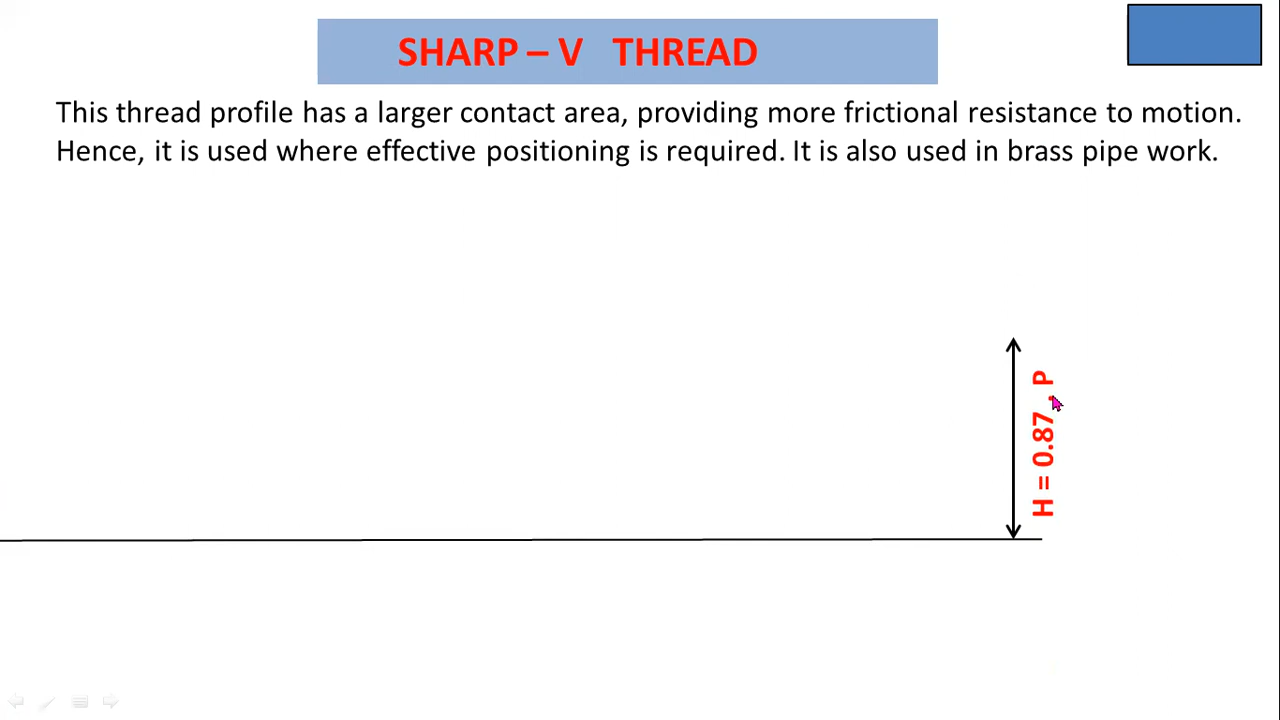 SHARP – V THREAD
This thread profile has a larger contact area, providing more frictional resistance to motion.
Hence, it is used where effective positioning is required. It is also used in brass pipe work.
H = 0.87 . P